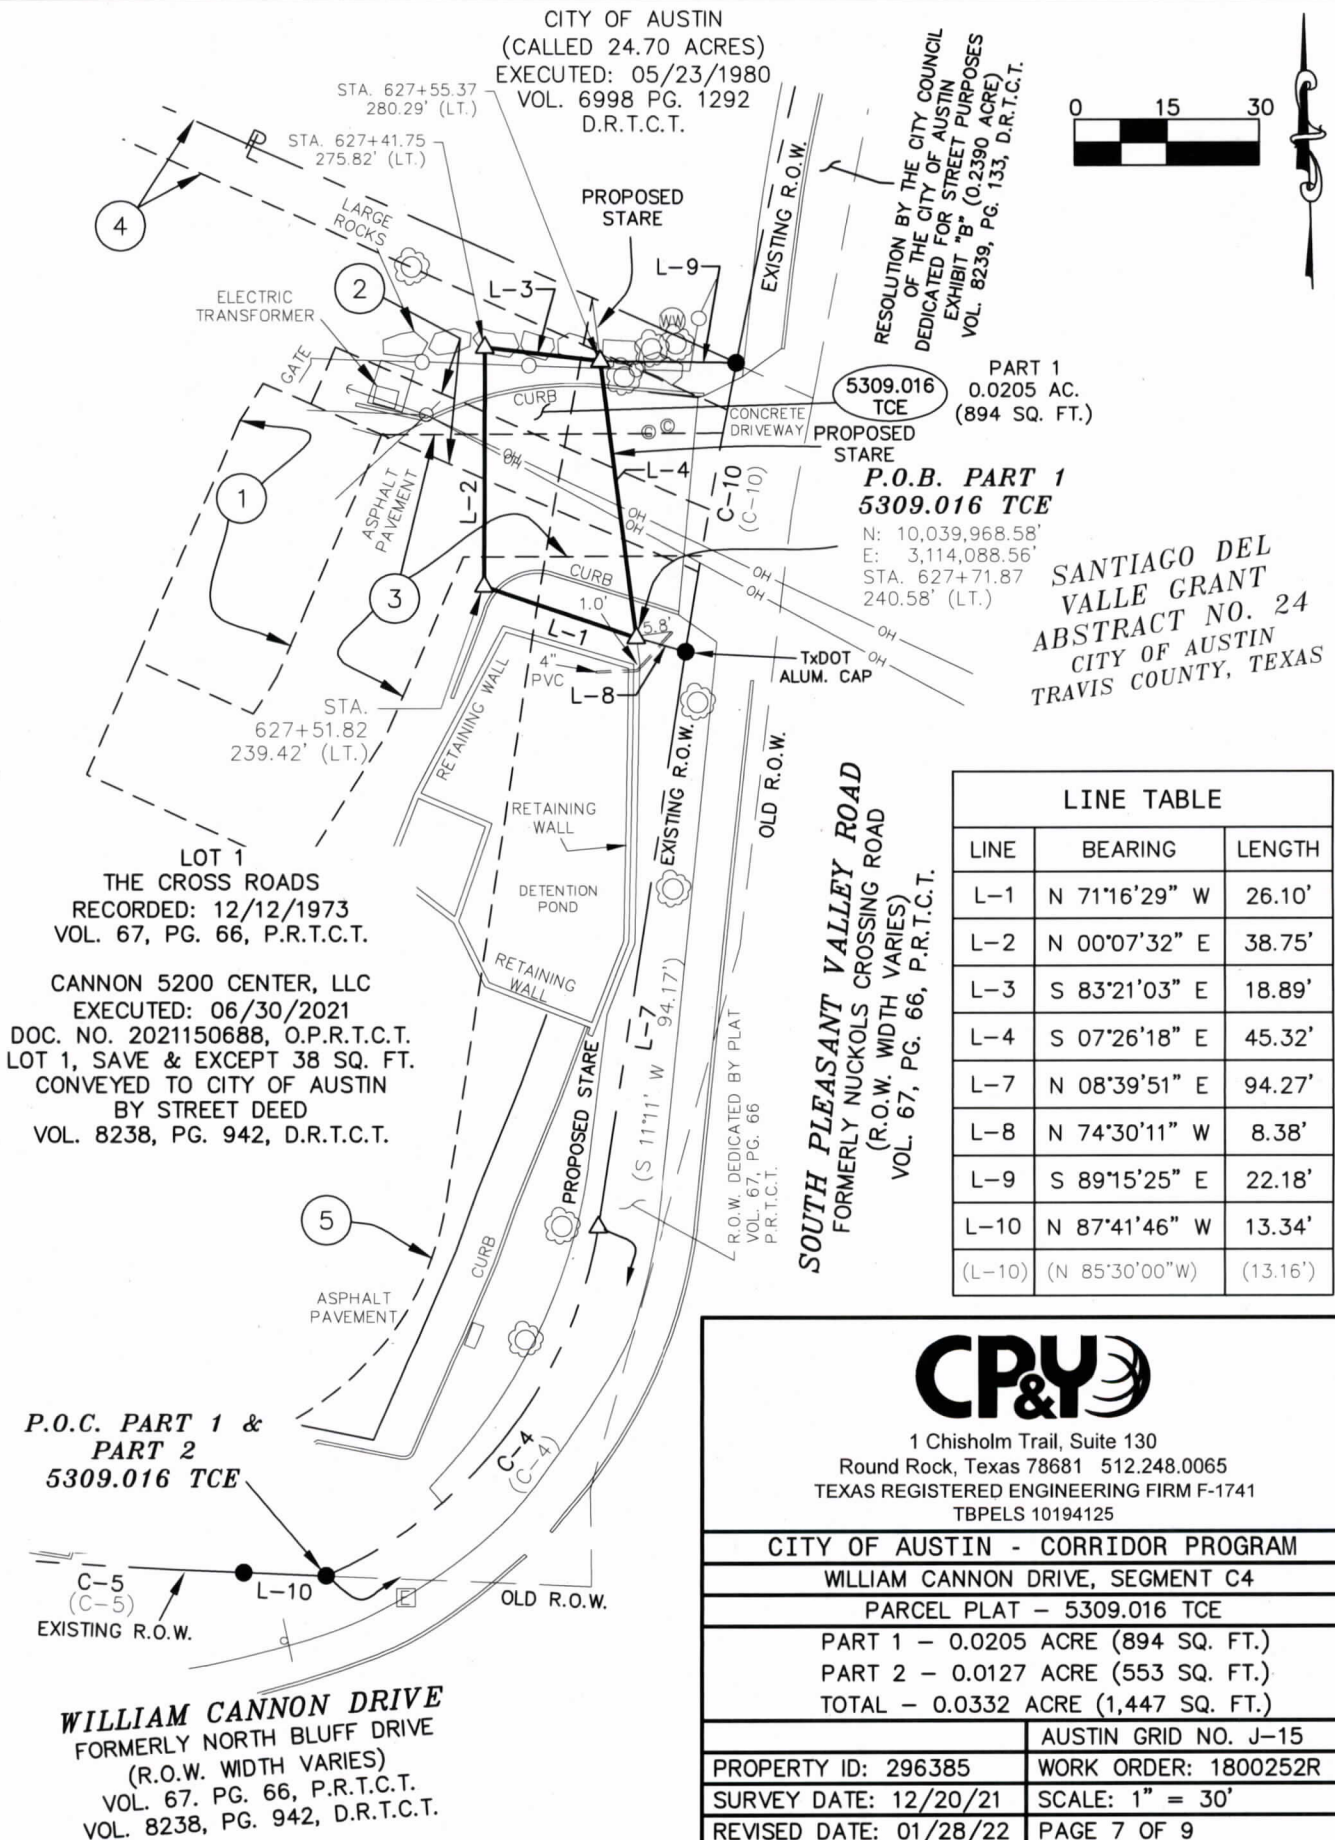 CITY OF AUSTIN
(CALLED 24.70 ACRES)
EXECUTED: 05/23/1980
VOL. 6998 PG. 1292
D.R.T.C.T.
STA. 627+55.37
280.29' (LT.)
STA. 627+41.75
275.82' (LT.)
RESOLUTION BY THE CITY COUNCIL
OF THE CITY OF AUSTIN
DEDICATED FOR STREET PURPOSES
EXHIBIT "B" (0.2390 ACRE)
VOL. 8239, PG. 133, D.R.T.C.T.
0 15 30
PL
4
LARGE
ROCKS
PROPOSED
STARE
EXISTING R.O.W.
2
L-3
L-9
WW
ELECTRIC
TRANSFORMER
GATE
CURB
5309.016
TCE
PART 1
0.0205 AC.
(894 SQ. FT.)
CONCRETE
DRIVEWAY
C
C
PROPOSED
STARE
1
ASPHALT
PAVEMENT
L-2
OH
OH
L-4
C-10
(C-10)
P.O.B. PART 1
5309.016 TCE
N: 10,039,968.58'
E: 3,114,088.56'
STA. 627+71.87
240.58' (LT.)
OH
OH
SANTIAGO DEL
VALLE GRANT
ABSTRACT NO. 24
CITY OF AUSTIN
TRAVIS COUNTY, TEXAS
3
CURB
OH
OH
1.0'
L-1
5.8'
OH
OH
TxDOT
ALUM. CAP
4"
PVC
L-8
STA.
627+51.82
239.42' (LT.)
RETAINING WALL
EXISTING R.O.W.
OLD R.O.W.
RETAINING
WALL
DETENTION
POND
RETAINING
WALL
LOT 1
THE CROSS ROADS
RECORDED: 12/12/1973
VOL. 67, PG. 66, P.R.T.C.T.
CANNON 5200 CENTER, LLC
EXECUTED: 06/30/2021
DOC. NO. 2021150688, O.P.R.T.C.T.
LOT 1, SAVE & EXCEPT 38 SQ. FT.
CONVEYED TO CITY OF AUSTIN
BY STREET DEED
VOL. 8238, PG. 942, D.R.T.C.T.
L-7
(S 11°11' W 94.17')
PROPOSED STARE
R.O.W. DEDICATED BY PLAT
VOL. 67, PG. 66
P.R.T.C.T.
SOUTH PLEASANT VALLEY ROAD
FORMERLY NUCKOLS CROSSING ROAD
(R.O.W. WIDTH VARIES)
VOL. 67, PG. 66, P.R.T.C.T.
LINE TABLE
LINE BEARING LENGTH
L-1 N 71°16'29" W 26.10'
L-2 N 00°07'32" E 38.75'
L-3 S 83°21'03" E 18.89'
L-4 S 07°26'18" E 45.32'
L-7 N 08°39'51" E 94.27'
L-8 N 74°30'11" W 8.38'
L-9 S 89°15'25" E 22.18'
L-10 N 87°41'46" W 13.34'
(L-10) (N 85°30'00"W) (13.16')
5
CURB
ASPHALT
PAVEMENT
C-4
(C-4)
P.O.C. PART 1 &
PART 2
5309.016 TCE
C-5
(C-5)
EXISTING R.O.W.
L-10
E
OLD R.O.W.
WILLIAM CANNON DRIVE
FORMERLY NORTH BLUFF DRIVE
(R.O.W. WIDTH VARIES)
VOL. 67. PG. 66, P.R.T.C.T.
VOL. 8238, PG. 942, D.R.T.C.T.
CP&Y
1 Chisholm Trail, Suite 130
Round Rock, Texas 78681 512.248.0065
TEXAS REGISTERED ENGINEERING FIRM F-1741
TBPELS 10194125
CITY OF AUSTIN - CORRIDOR PROGRAM
WILLIAM CANNON DRIVE, SEGMENT C4
PARCEL PLAT – 5309.016 TCE
PART 1 – 0.0205 ACRE (894 SQ. FT.)
PART 2 – 0.0127 ACRE (553 SQ. FT.)
TOTAL – 0.0332 ACRE (1,447 SQ. FT.)
AUSTIN GRID NO. J-15
PROPERTY ID: 296385 WORK ORDER: 1800252R
SURVEY DATE: 12/20/21 SCALE: 1" = 30'
REVISED DATE: 01/28/22 PAGE 7 OF 9